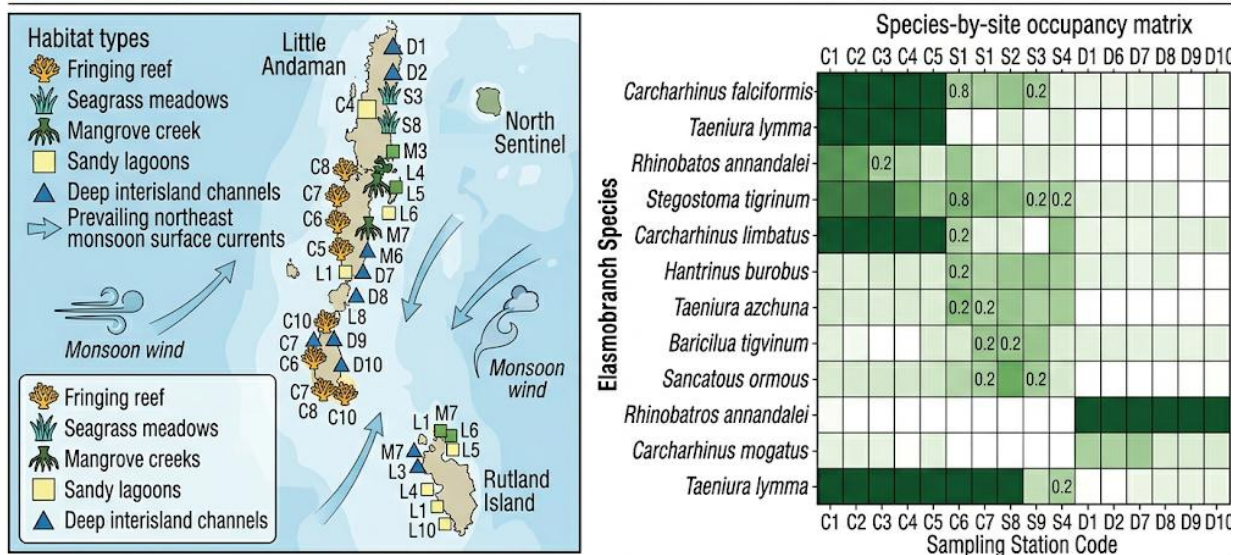 Habitat types
Fringing reef
Seagrass meadows
Mangrove creek
Sandy lagoons
Deep interisland channels
Prevailing northeast
monsoon surface currents
Little
Andaman
North
Sentinel
D1
D2
S3
C4
S8
M3
C8
L4
C7
L5
C6
L6
M7
C5
M6
L1
D7
D8
L8
C10
C7
D9
C6
D10
C7
C8
C10
Monsoon wind
Monsoon
wind
Fringing reef
Seagrass meadows
Mangrove creeks
Sandy lagoons
Deep interisland channels
M7
L1
L6
M7
L5
L3
L4
L1
L10
Rutland
Island
Species-by-site occupancy matrix
C1 C2 C3 C4 C5 S1 S1 S2 S3 S4 D1 D6 D7 D8 D9 D10
Elasmobranch Species
Carcharhinus falciformis 0.8 0.2
Taeniura lymma
Rhinobatos annandalei 0.2
Stegostoma tigrinum 0.8 0.2 0.2
Carcharhinus limbatus 0.2
Hantrinus burobus 0.2
Taeniura azchuna 0.2 0.2
Baricilua tigvinum 0.2 0.2
Sancatous ormous 0.2 0.2
Rhinobatros annandalei
Carcharhinus mogatus
Taeniura lymma 0.2
C1 C2 C3 C4 C5 C6 C7 S8 S9 S4 D1 D2 D7 D8 D9 D10
Sampling Station Code